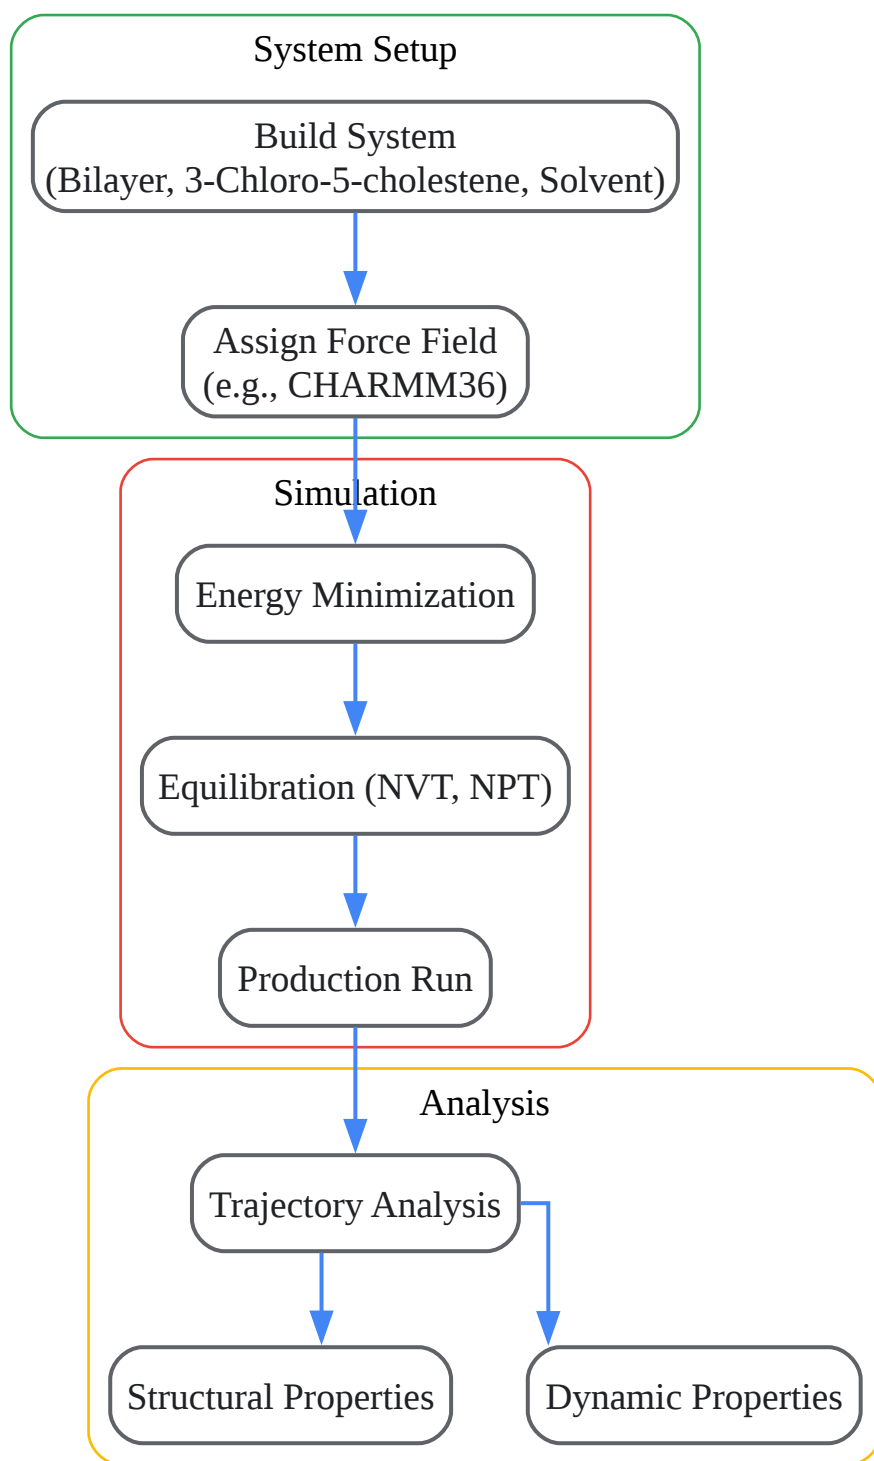 System Setup
Build System
(Bilayer, 3-Chloro-5-cholestene, Solvent)
Assign Force Field
(e.g., CHARMM36)
Simulation
Energy Minimization
Equilibration (NVT, NPT)
Production Run
Analysis
Trajectory Analysis
Structural Properties
Dynamic Properties